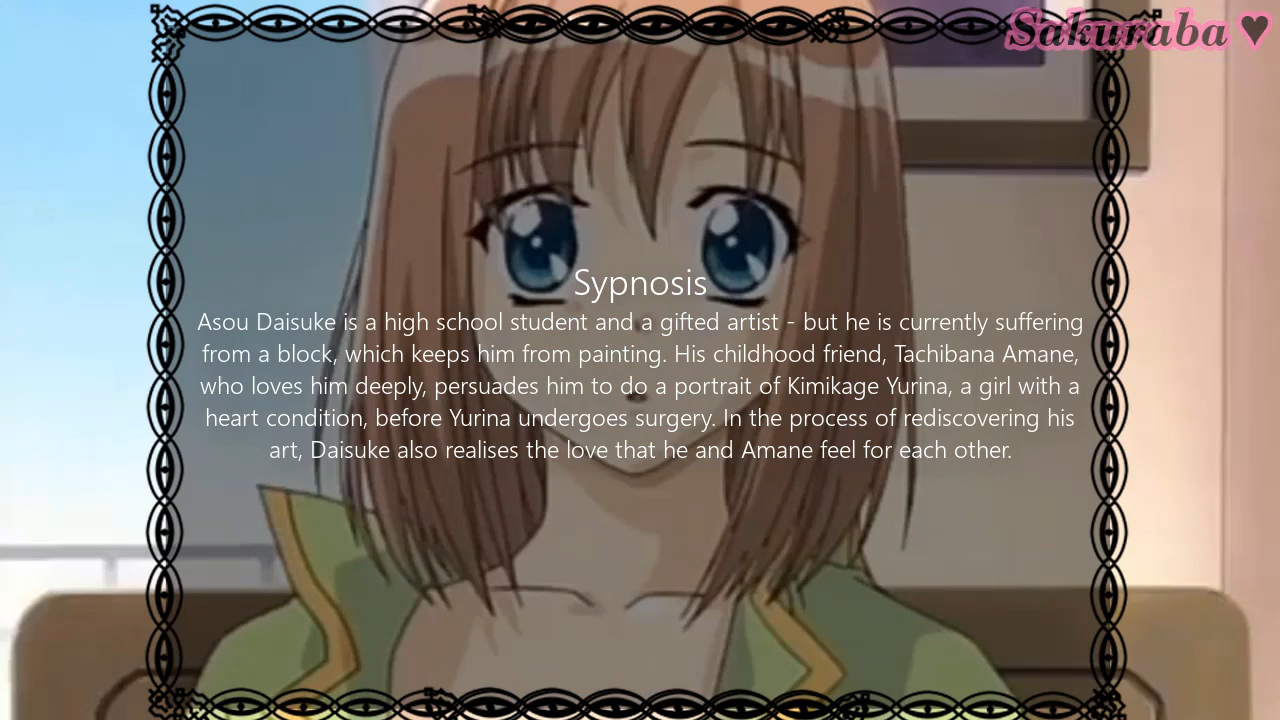 Sakuraba ♥
Sypnosis
Asou Daisuke is a high school student and a gifted artist - but he is currently suffering
from a block, which keeps him from painting. His childhood friend, Tachibana Amane,
who loves him deeply, persuades him to do a portrait of Kimikage Yurina, a girl with a
heart condition, before Yurina undergoes surgery. In the process of rediscovering his
art, Daisuke also realises the love that he and Amane feel for each other.